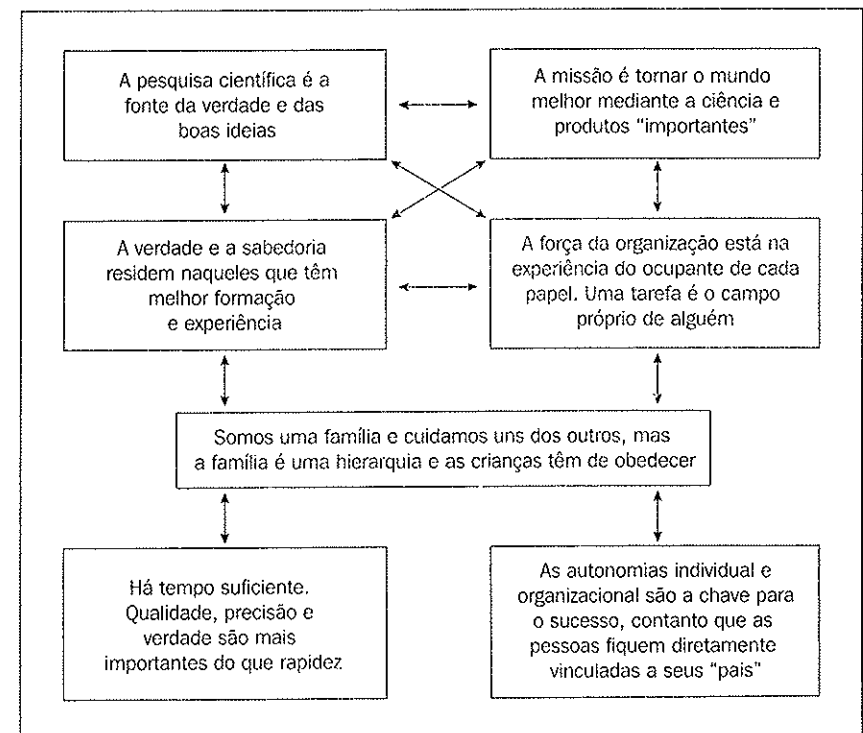 A pesquisa científica é a
fonte da verdade e das
boas ideias
A missão é tornar o mundo
melhor mediante a ciência e
produtos "importantes"
A verdade e a sabedoria
residem naqueles que têm
melhor formação
e experiência
A força da organização está na
experiência do ocupante de cada
papel. Uma tarefa é o campo
próprio de alguém
Somos uma família e cuidamos uns dos outros, mas
a família é uma hierarquia e as crianças têm de obedecer
Há tempo suficiente.
Qualidade, precisão e
verdade são mais
importantes do que rapidez
As autonomias individual e
organizacional são a chave para
o sucesso, contanto que as
pessoas fiquem diretamente
vinculadas a seus "pais"